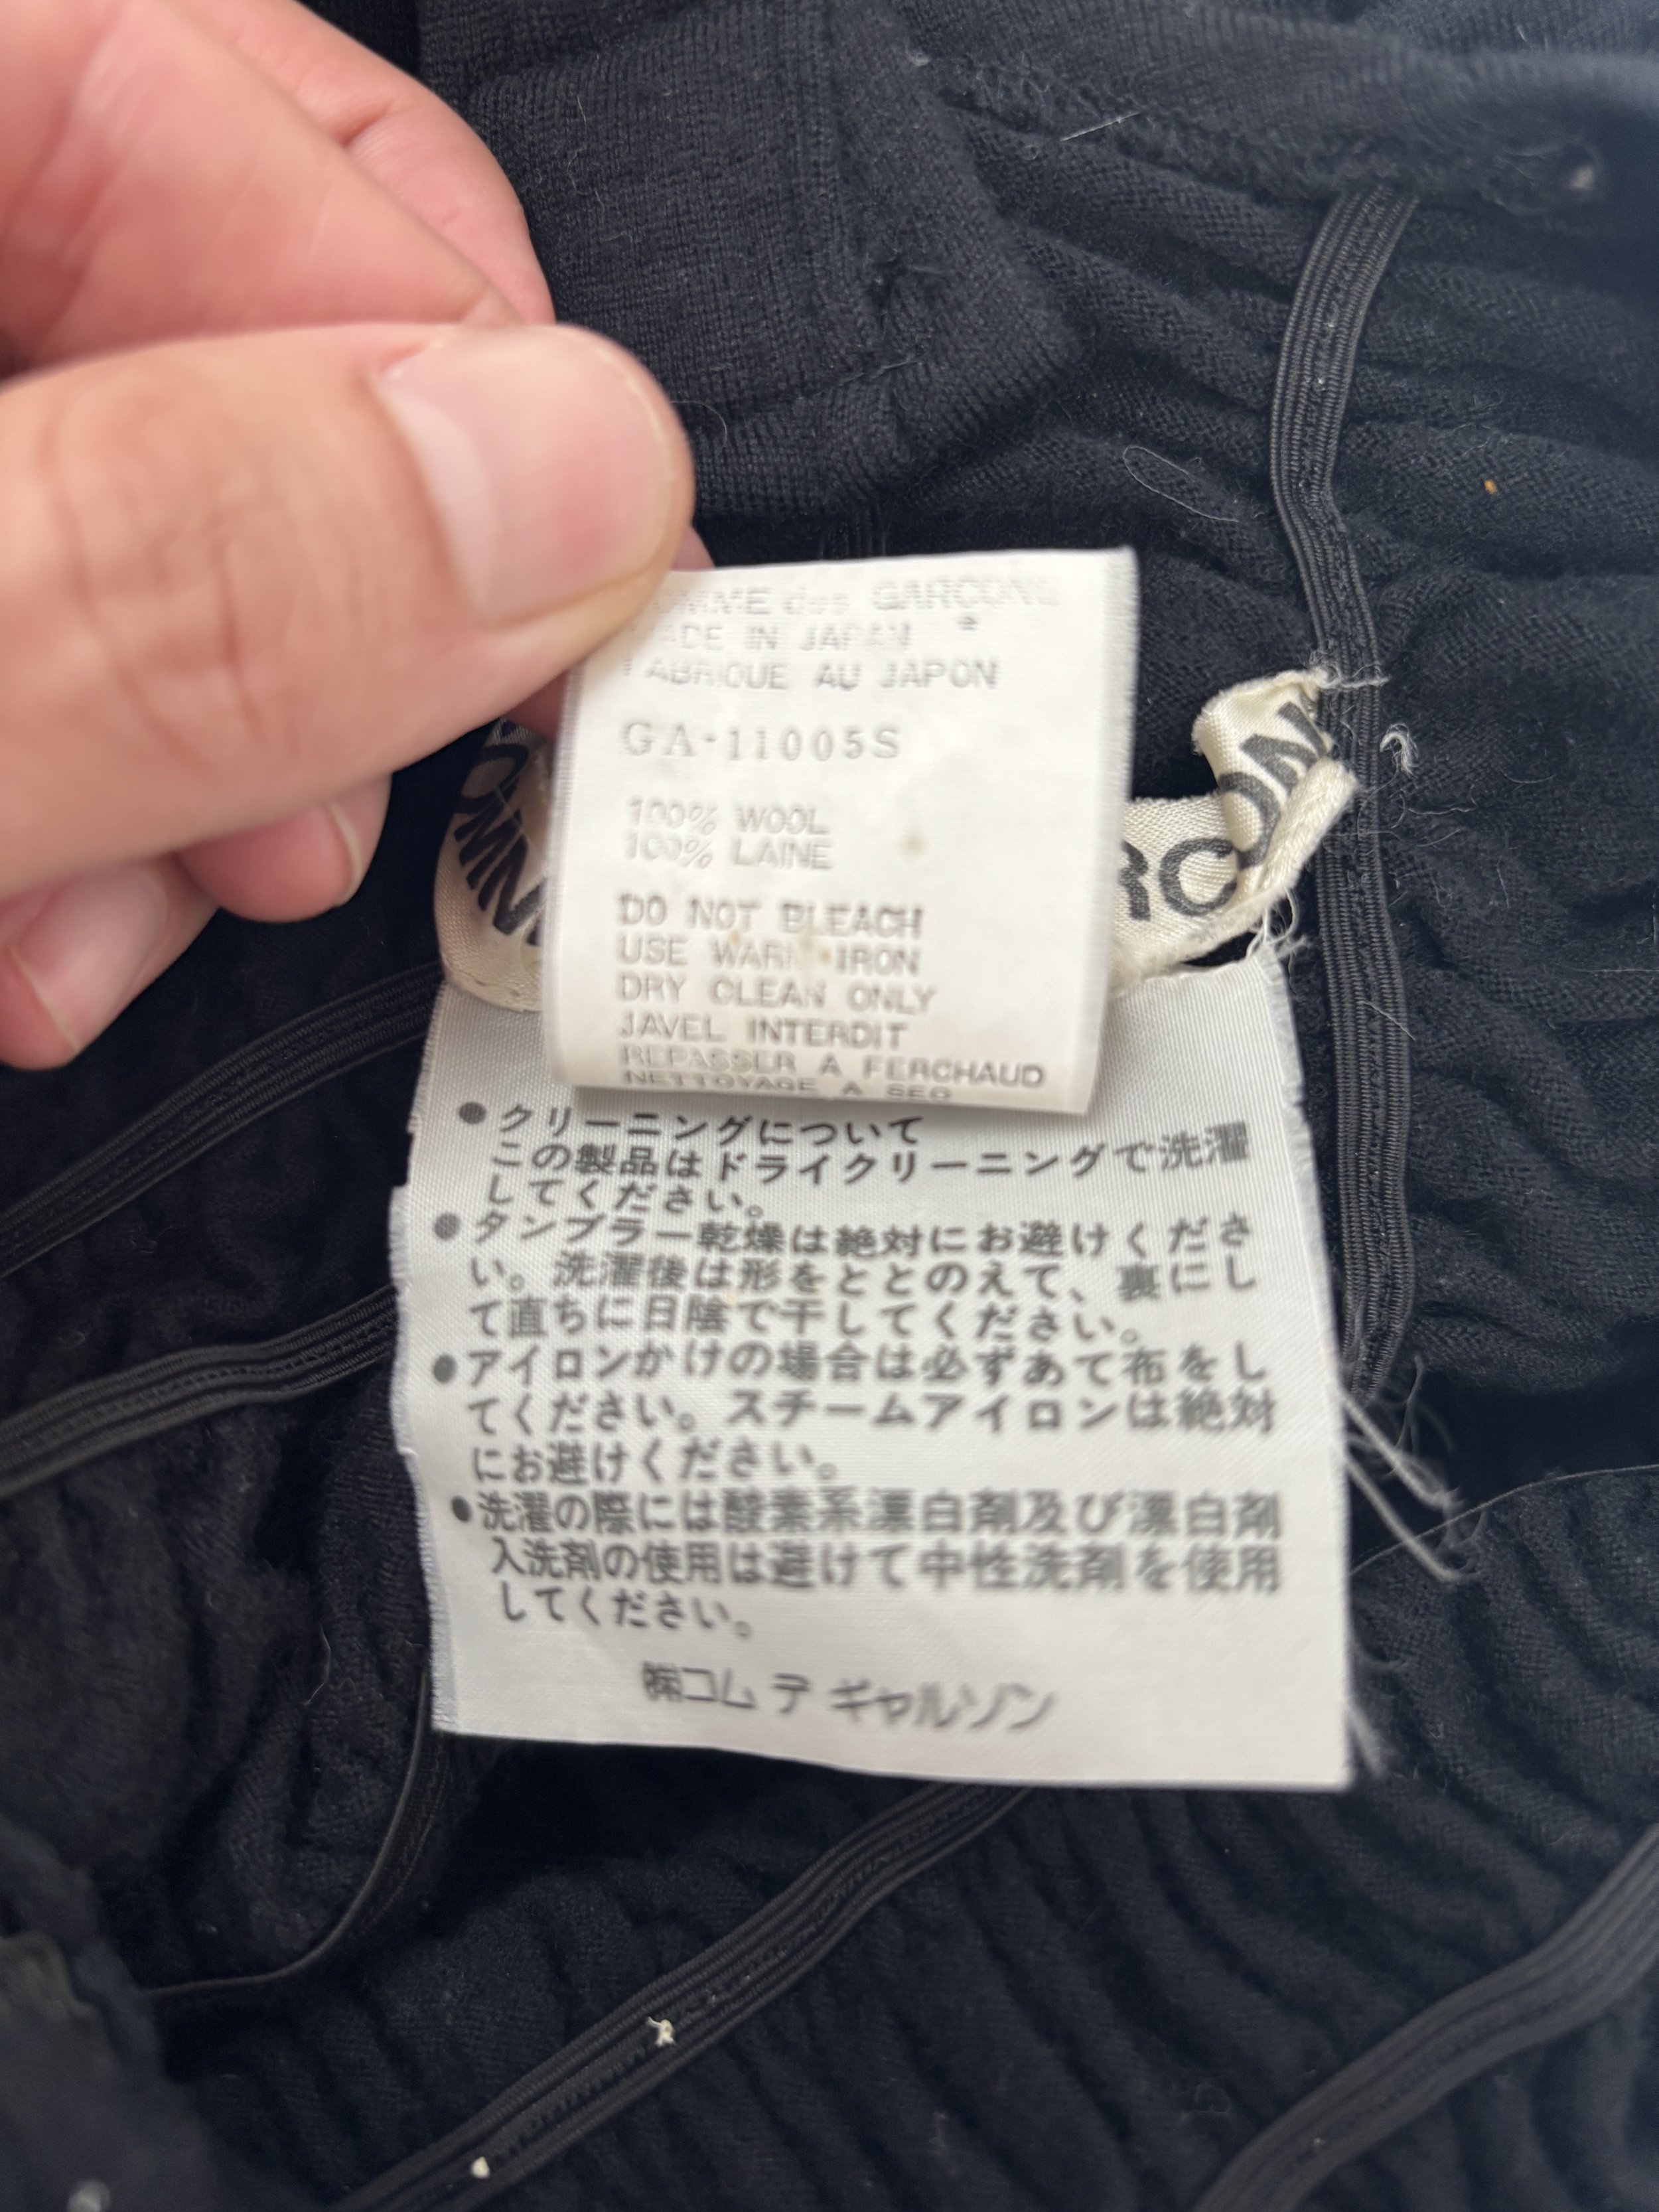 MME des GARCONS
ADE IN JAPAN
FABRIQUE AU JAPON
GA-11005S
100% WOOL
100% LAINE
DO NOT BLEACH
USE WARM IRON
DRY CLEAN ONLY
JAVEL INTERDIT
REPASSER A FERCHAUD
NETTOYAGE A SEC
OMM
RCON
●クリーニングについて
この製品はドライクリーニングで洗濯
してください。
●タンブラー乾燥は絶対にお避けくださ
い。洗濯後は形をととのえて、裏にし
て直ちに日陰で干してください。
●アイロンかけの場合は必ずあて布をし
てください。スチームアイロンは絶対
にお避けください。
●洗濯の際には酸素系漂白剤及び漂白剤
入洗剤の使用は避けて中性洗剤を使用
してください。
㈱コム デ ギャルソン